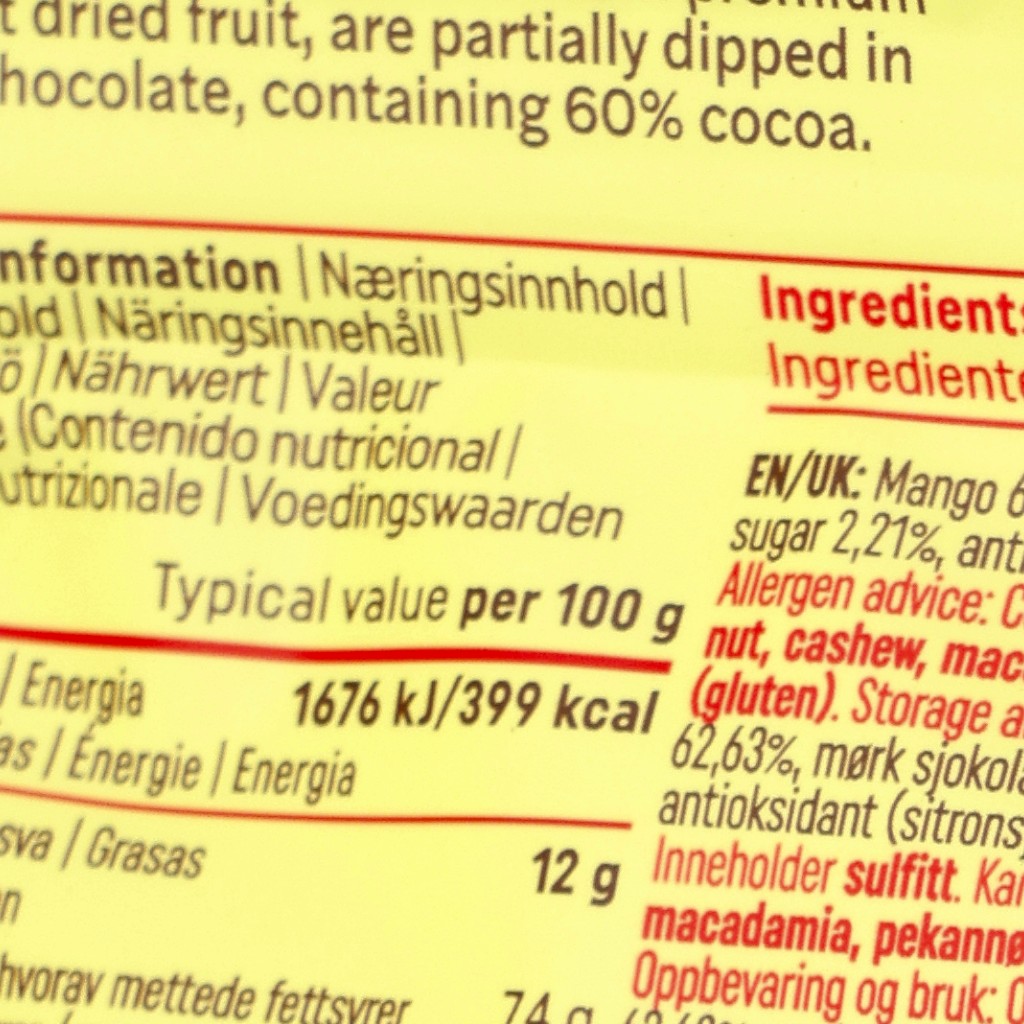 premium
t dried fruit, are partially dipped in
hocolate, containing 60% cocoa.
nformation | Næringsinnhold |
old | Näringsinnehåll |
ö / Nährwert | Valeur
e (Contenido nutricional /
utrizionale | Voedingswaarden
Typical value per 100 g
/ Energia 1676 kJ/399 kcal
as / Énergie | Energia
sva / Grasas 12 g
n
hvorav mettede fettsyrer
Ingredients
Ingrediente
EN/UK: Mango 6
sugar 2,21%, anti
Allergen advice: C
nut, cashew, mac
(gluten). Storage a
62,63%, mørk sjokola
antioksidant (sitrons
Inneholder sulfitt. Kan
macadamia, pekannø
Oppbevaring og bruk: O